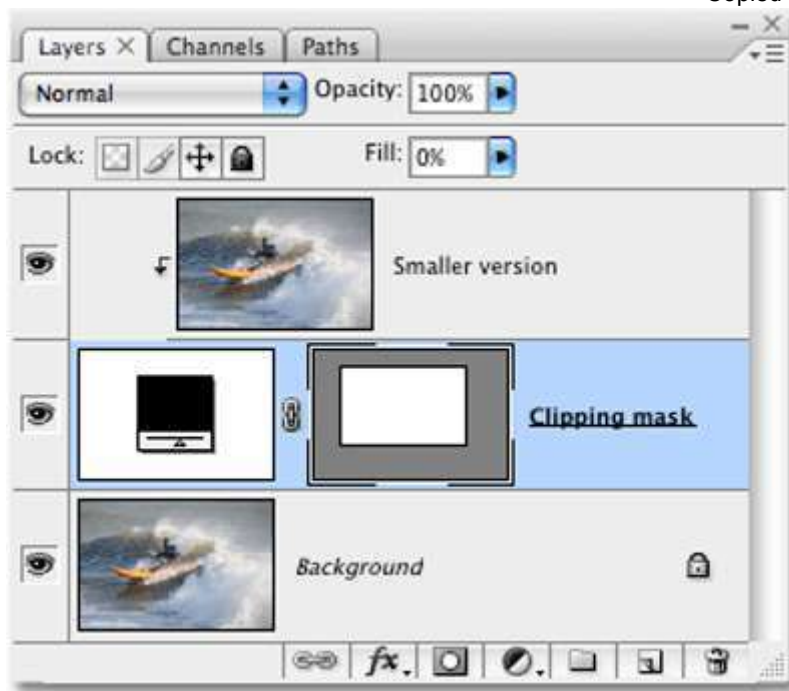 Layers Channels Paths
Normal Opacity: 100%
Lock: Fill: 0%
Smaller version
Clipping mask
Background
fx.